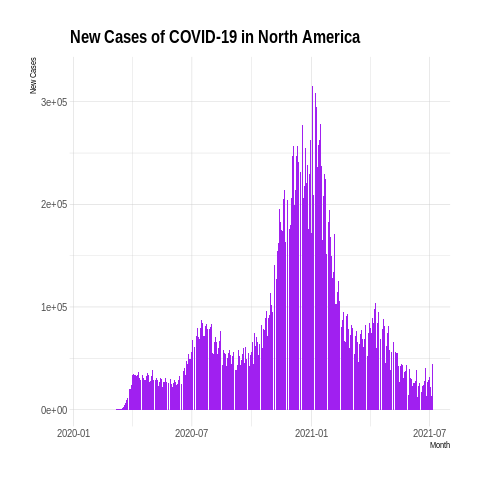 New Cases of COVID-19 in North America
New Cases
3e+05
2e+05
1e+05
0e+00
2020-01 2020-07 2021-01 2021-07
Month